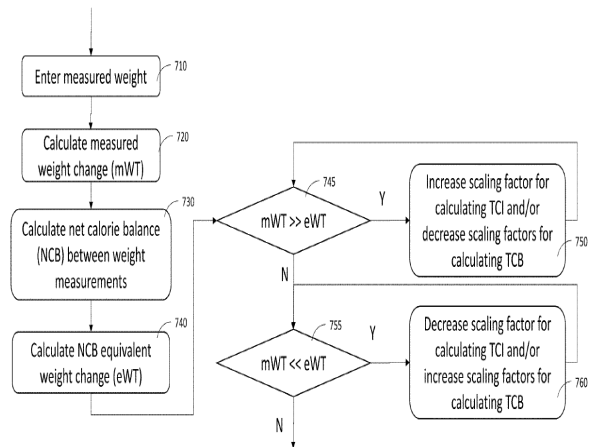 Enter measured weight
710
Calculate measured
weight change (mWT)
720
Calculate net calorie balance
(NCB) between weight
measurements
730
Calculate NCB equivalent
weight change (eWT)
740
mWT >> eWT
745
Y
N
Increase scaling factor for
calculating TCI and/or
decrease scaling factors for
calculating TCB
750
mWT << eWT
755
Y
N
Decrease scaling factor for
calculating TCI and/or
increase scaling factors for
calculating TCB
760